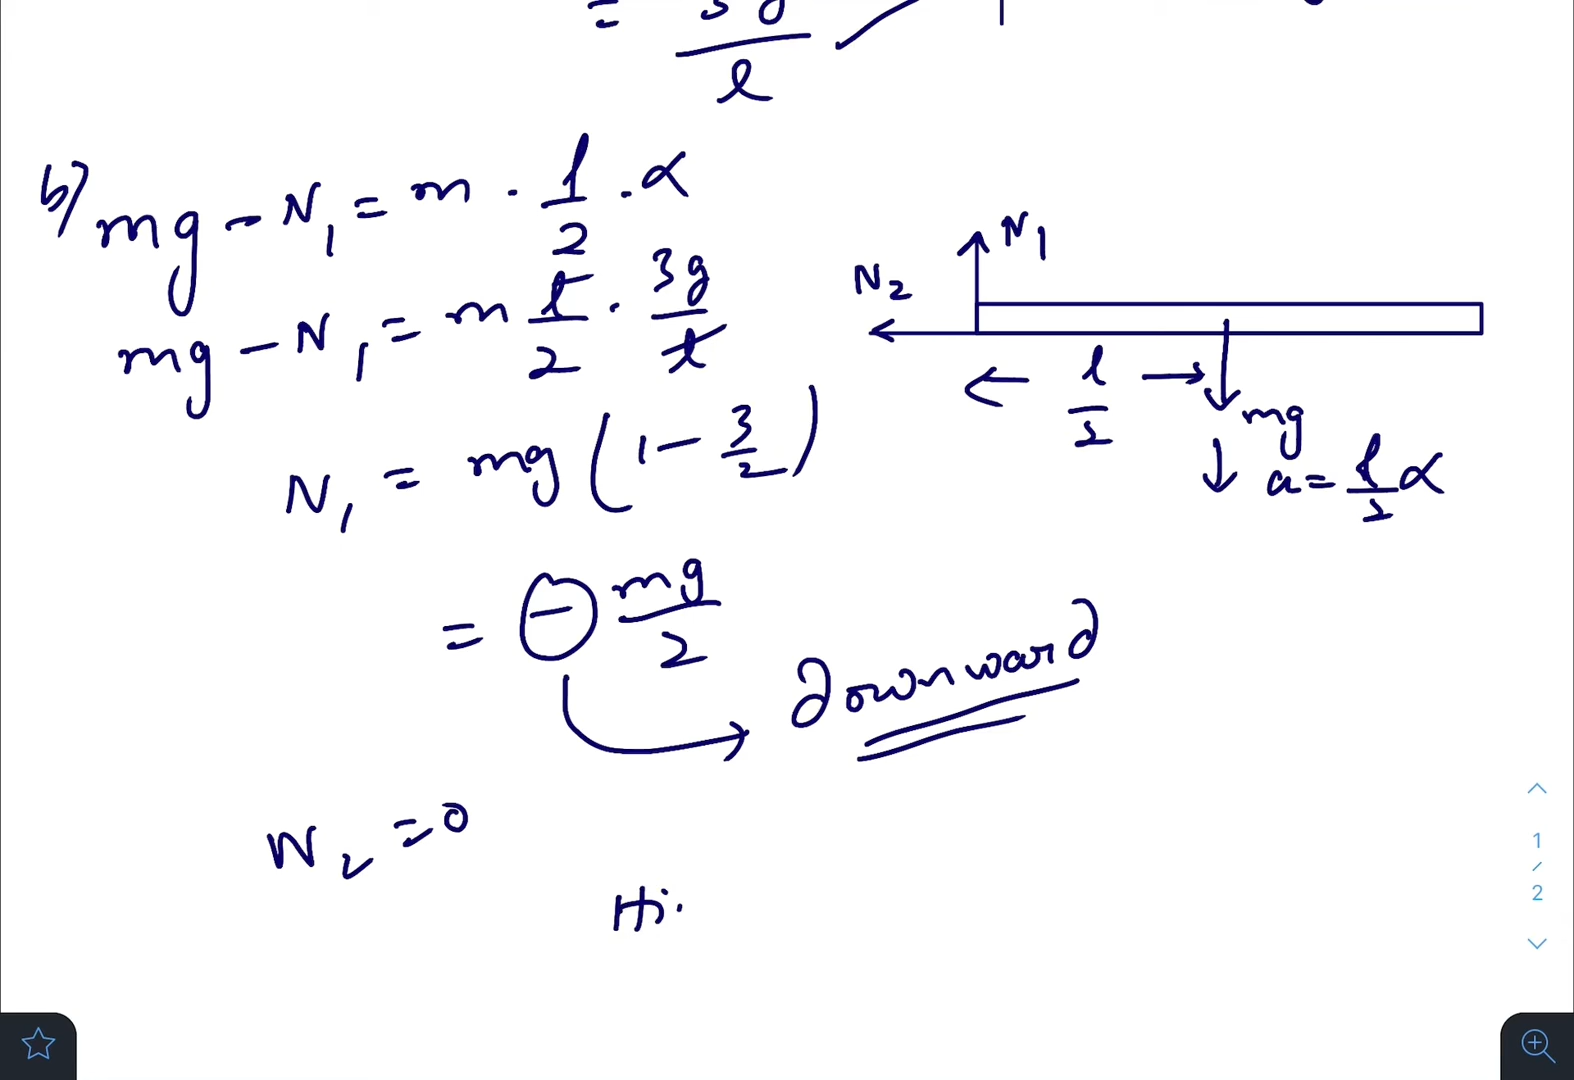 = 3g / l
b) mg - N₁ = m · l/2 · α
mg - N₁ = m l/2 · 3g/l
N₁ = mg (1 - 3/2)
= ⊖ mg/2
downward
N₂ = 0
Hi.
N₁
N₂
l/2
mg
a = l/2 α
1
/
2